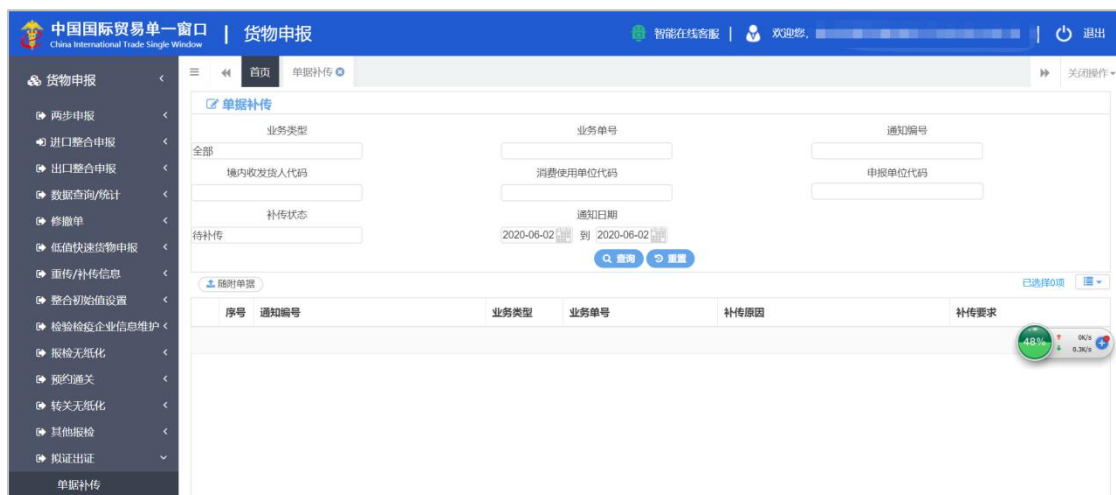 中国国际贸易单一窗口 | 货物申报 智能在线客服 | 欢迎您, | 退出
China International Trade Single Window
货物申报 首页 单据补传 关闭操作
单据补传
两步申报
业务类型 业务单号 通知编号
进口整合申报
全部
出口整合申报
境内收发货人代码 消费使用单位代码 申报单位代码
数据查询/统计
补传状态 通知日期
修撤单
待补传 2020-06-02 到 2020-06-02
低值快速货物申报
查询 重置
重传/补传信息
随附单据 已选择0项
整合初始值设置
序号 通知编号 业务类型 业务单号 补传原因 补传要求
检验检疫企业信息维护
48% 0K/s
0.3K/s
报检无纸化
预约通关
转关无纸化
其他报检
拟证出证
单据补传